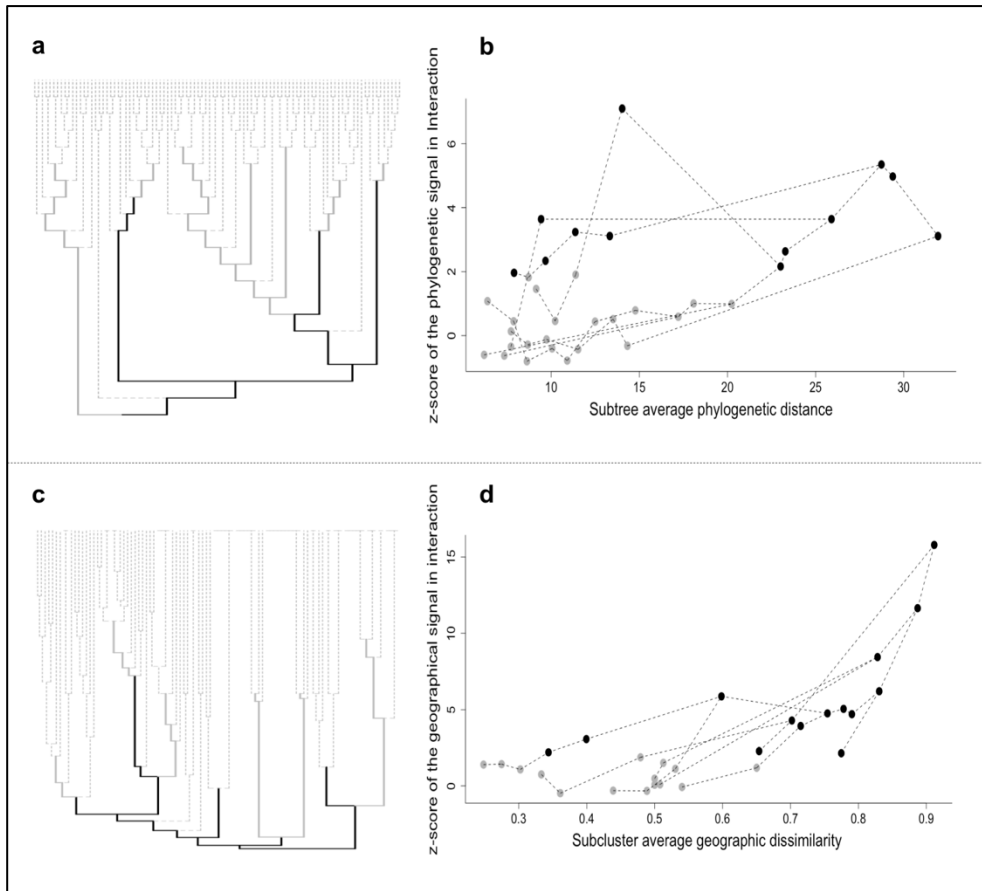 a
b
z-score of the phylogenetic signal in Interaction
6
4
2
0
10 15 20 25 30
Subtree average phylogenetic distance
c
d
z-score of the geographical signal in interaction
15
10
5
0
0.3 0.4 0.5 0.6 0.7 0.8 0.9
Subcluster average geographic dissimilarity